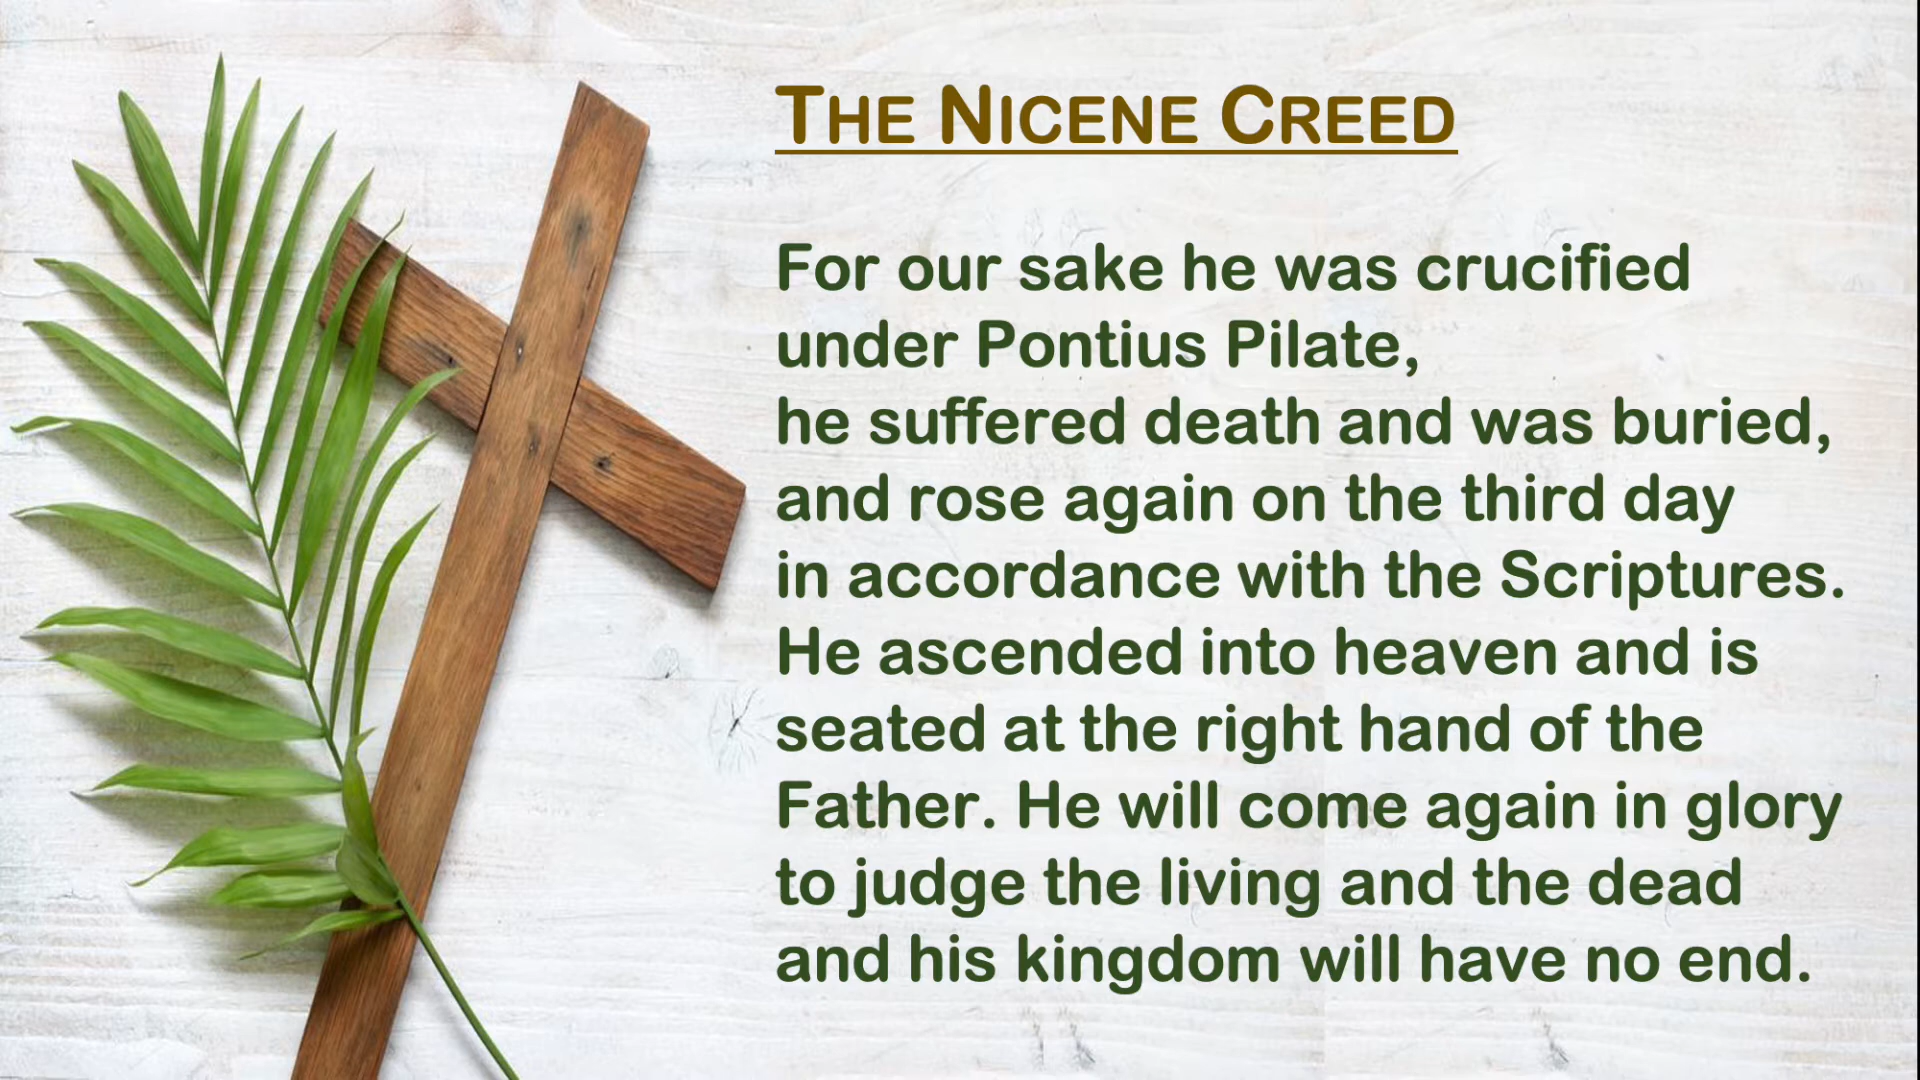 THE NICENE CREED
For our sake he was crucified
under Pontius Pilate,
he suffered death and was buried,
and rose again on the third day
in accordance with the Scriptures.
He ascended into heaven and is
seated at the right hand of the
Father. He will come again in glory
to judge the living and the dead
and his kingdom will have no end.